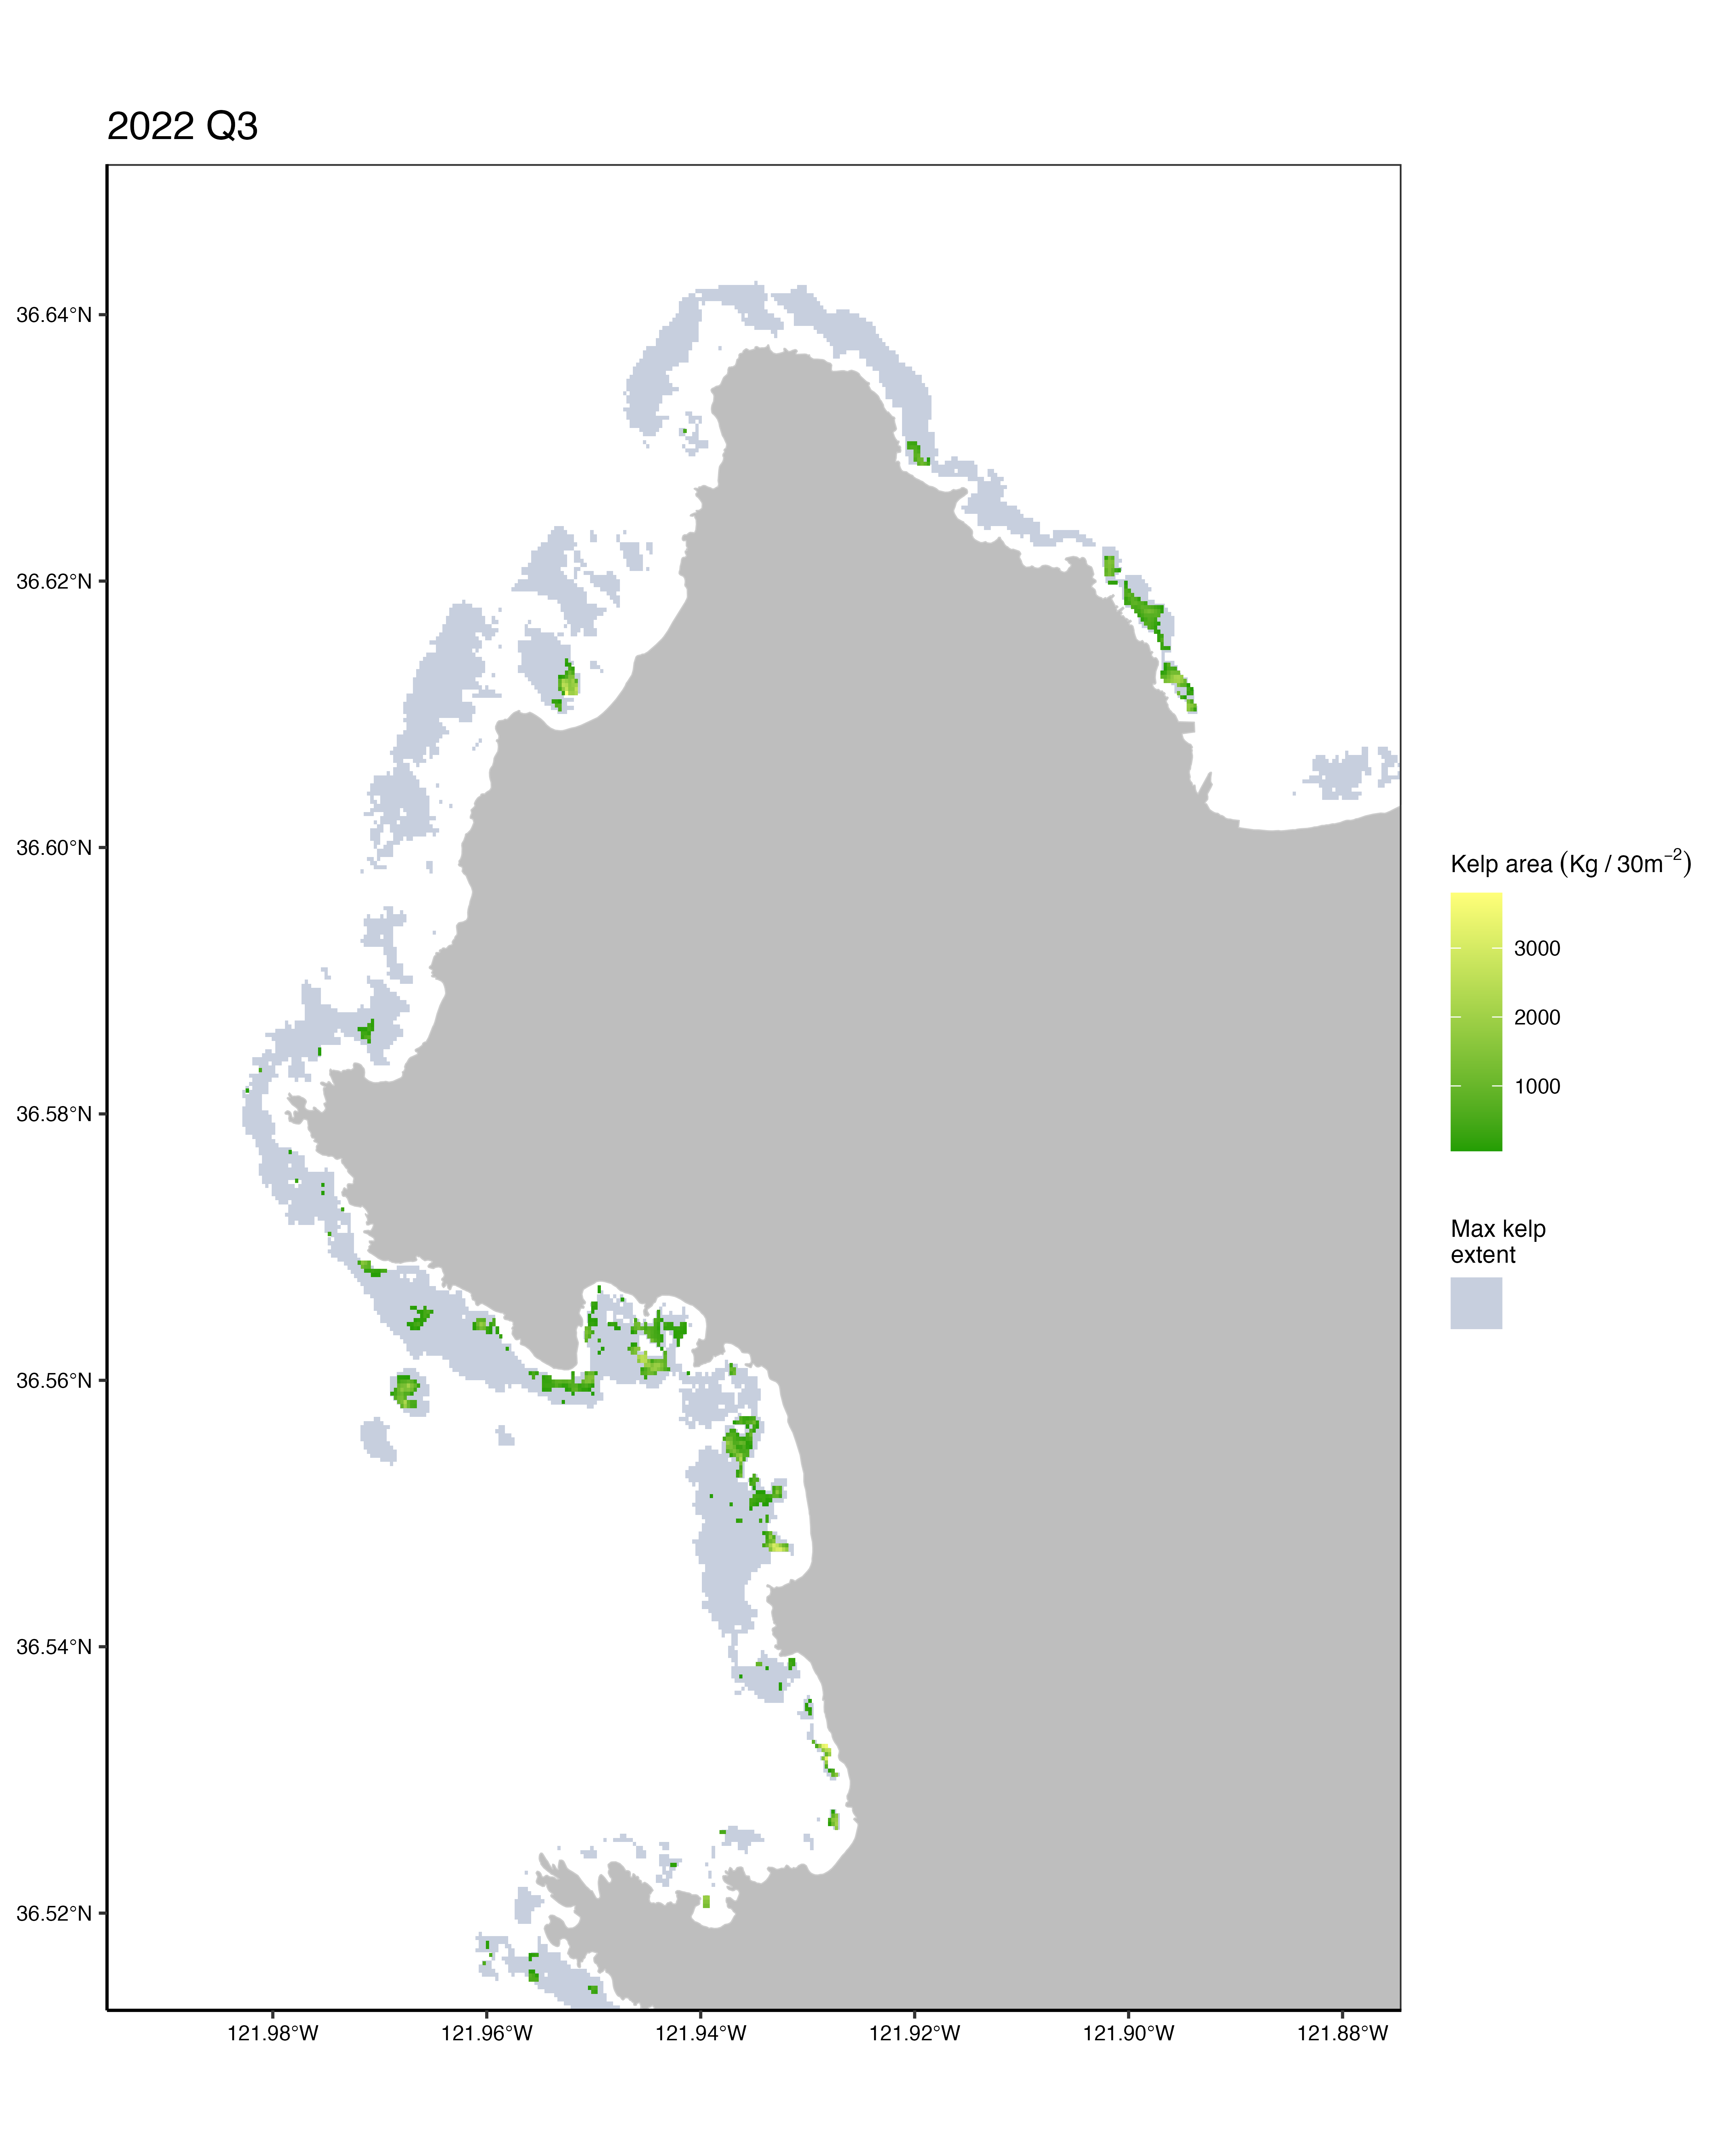 2022 Q3
36.64°N
36.62°N
36.60°N
36.58°N
36.56°N
36.54°N
36.52°N
121.98°W 121.96°W 121.94°W 121.92°W 121.90°W 121.88°W
Kelp area (Kg / 30m⁻²)
3000
2000
1000
Max kelp
extent